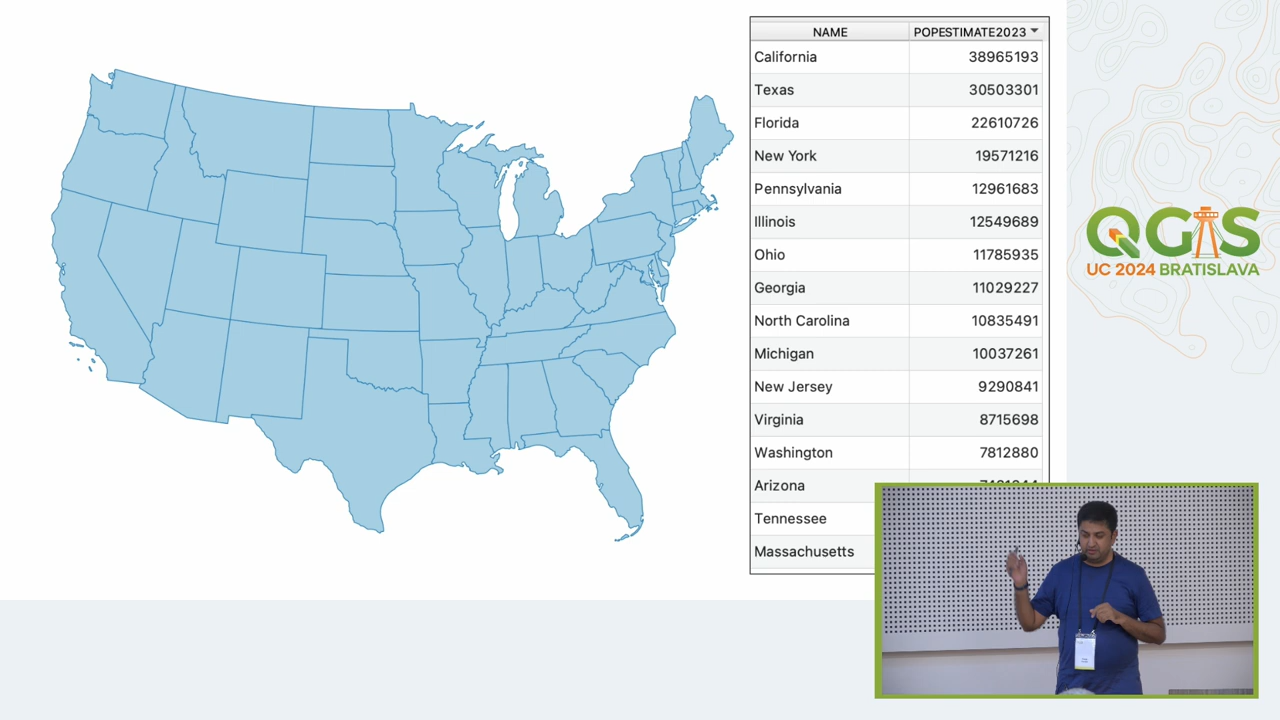 NAME POPESTIMATE2023
California 38965193
Texas 30503301
Florida 22610726
New York 19571216
Pennsylvania 12961683
Illinois 12549689
Ohio 11785935
Georgia 11029227
North Carolina 10835491
Michigan 10037261
New Jersey 9290841
Virginia 8715698
Washington 7812880
Arizona
Tennessee
Massachusetts
QGIS
UC 2024 BRATISLAVA